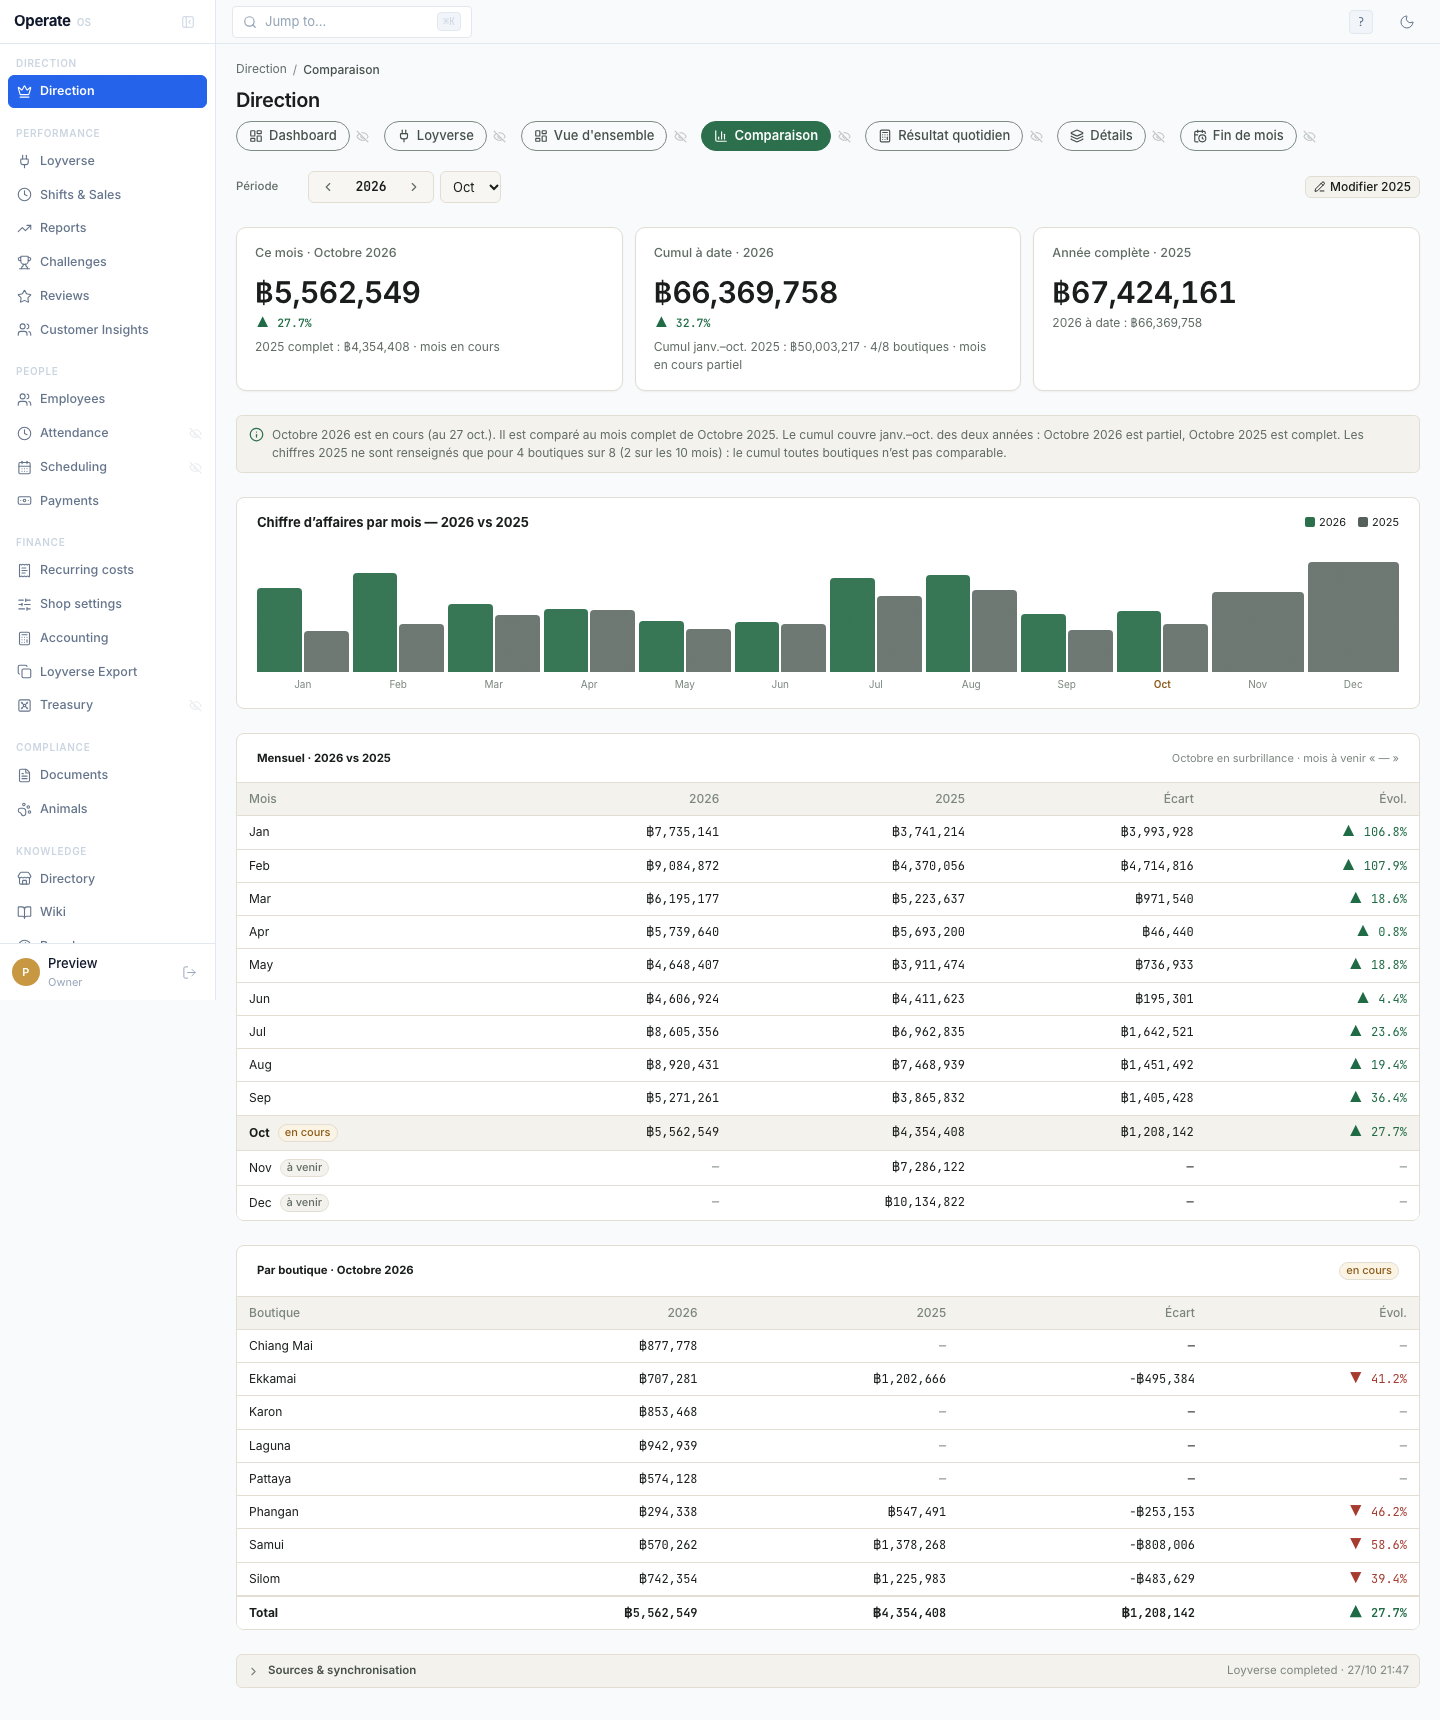 Operate OS
Jump to...
⌘K
?
DIRECTION
Direction
PERFORMANCE
Loyverse
Shifts & Sales
Reports
Challenges
Reviews
Customer Insights
PEOPLE
Employees
Attendance
Scheduling
Payments
FINANCE
Recurring costs
Shop settings
Accounting
Loyverse Export
Treasury
COMPLIANCE
Documents
Animals
KNOWLEDGE
Directory
Wiki
P
Preview
Owner
Direction / Comparaison
Direction
Dashboard
Loyverse
Vue d'ensemble
Comparaison
Résultat quotidien
Détails
Fin de mois
Période
2026
Oct
Modifier 2025
Ce mois · Octobre 2026
฿5,562,549
▲ 27.7%
2025 complet : ฿4,354,408 · mois en cours
Cumul à date · 2026
฿66,369,758
▲ 32.7%
Cumul janv.–oct. 2025 : ฿50,003,217 · 4/8 boutiques · mois
en cours partiel
Année complète · 2025
฿67,424,161
2026 à date : ฿66,369,758
Octobre 2026 est en cours (au 27 oct.). Il est comparé au mois complet de Octobre 2025. Le cumul couvre janv.–oct. des deux années : Octobre 2026 est partiel, Octobre 2025 est complet. Les
chiffres 2025 ne sont renseignés que pour 4 boutiques sur 8 (2 sur les 10 mois) : le cumul toutes boutiques n’est pas comparable.
Chiffre d’affaires par mois — 2026 vs 2025
2026 2025
Jan Feb Mar Apr May Jun Jul Aug Sep Oct Nov Dec
Mensuel · 2026 vs 2025
Octobre en surbrillance · mois à venir « — »
Mois 2026 2025 Écart Évol.
Jan ฿7,735,141 ฿3,741,214 ฿3,993,928 ▲ 106.8%
Feb ฿9,084,872 ฿4,370,056 ฿4,714,816 ▲ 107.9%
Mar ฿6,195,177 ฿5,223,637 ฿971,540 ▲ 18.6%
Apr ฿5,739,640 ฿5,693,200 ฿46,440 ▲ 0.8%
May ฿4,648,407 ฿3,911,474 ฿736,933 ▲ 18.8%
Jun ฿4,606,924 ฿4,411,623 ฿195,301 ▲ 4.4%
Jul ฿8,605,356 ฿6,962,835 ฿1,642,521 ▲ 23.6%
Aug ฿8,920,431 ฿7,468,939 ฿1,451,492 ▲ 19.4%
Sep ฿5,271,261 ฿3,865,832 ฿1,405,428 ▲ 36.4%
Oct en cours ฿5,562,549 ฿4,354,408 ฿1,208,142 ▲ 27.7%
Nov à venir — ฿7,286,122 — —
Dec à venir — ฿10,134,822 — —
Par boutique · Octobre 2026
en cours
Boutique 2026 2025 Écart Évol.
Chiang Mai ฿877,778 — — —
Ekkamai ฿707,281 ฿1,202,666 -฿495,384 ▼ 41.2%
Karon ฿853,468 — — —
Laguna ฿942,939 — — —
Pattaya ฿574,128 — — —
Phangan ฿294,338 ฿547,491 -฿253,153 ▼ 46.2%
Samui ฿570,262 ฿1,378,268 -฿808,006 ▼ 58.6%
Silom ฿742,354 ฿1,225,983 -฿483,629 ▼ 39.4%
Total ฿5,562,549 ฿4,354,408 ฿1,208,142 ▲ 27.7%
Sources & synchronisation
Loyverse completed · 27/10 21:47